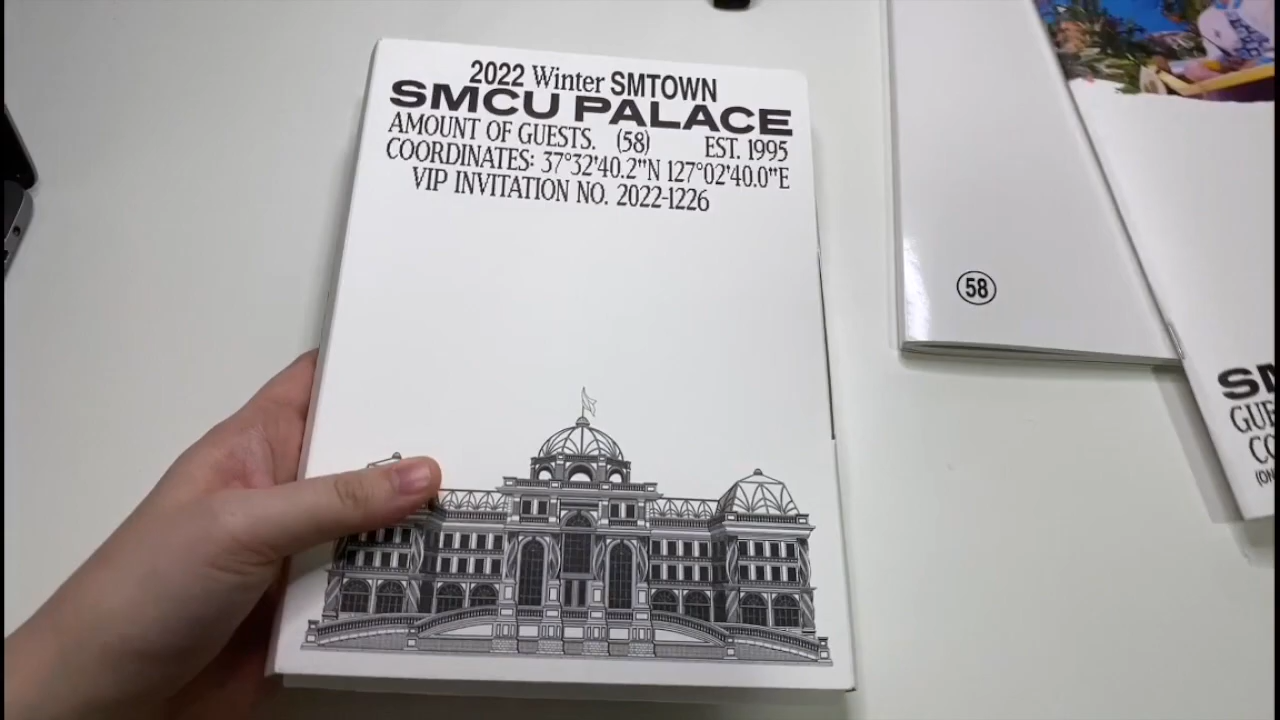 2022 Winter SMTOWN
SMCU PALACE
AMOUNT OF GUESTS. (58) EST. 1995
COORDINATES: 37°32'40.2"N 127°02'40.0"E
VIP INVITATION NO. 2022-1226
58